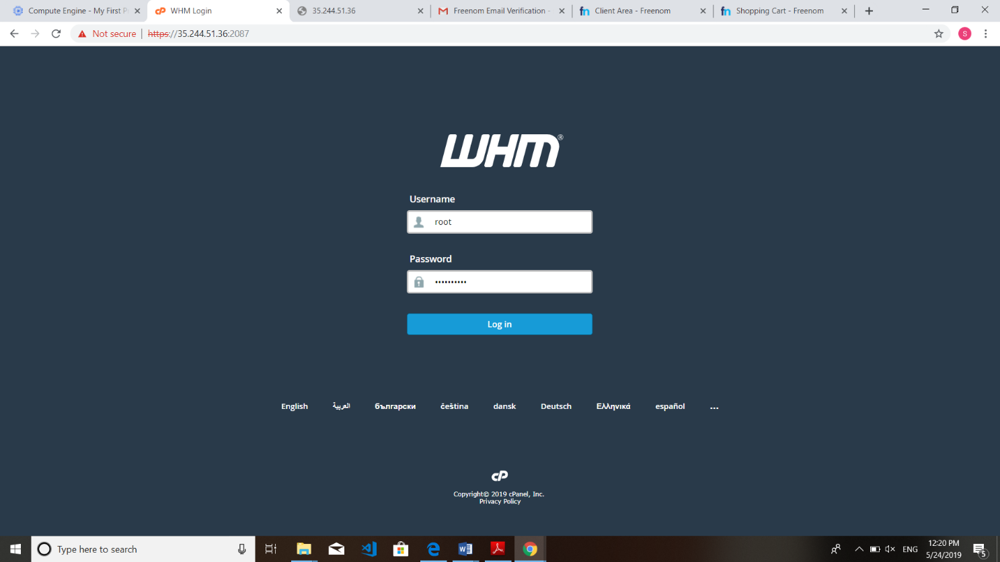 Compute Engine - My First P
WHM Login
35.244.51.36
Freenom Email Verification -
Client Area - Freenom
Shopping Cart - Freenom
Not secure
https://35.244.51.36:2087
S
WHM®
Username
root
Password
••••••••••
Log in
English العربية български čeština dansk Deutsch Ελληνικά español ...
cP
Copyright© 2019 cPanel, Inc.
Privacy Policy
Type here to search
ENG
12:20 PM
5/24/2019
5